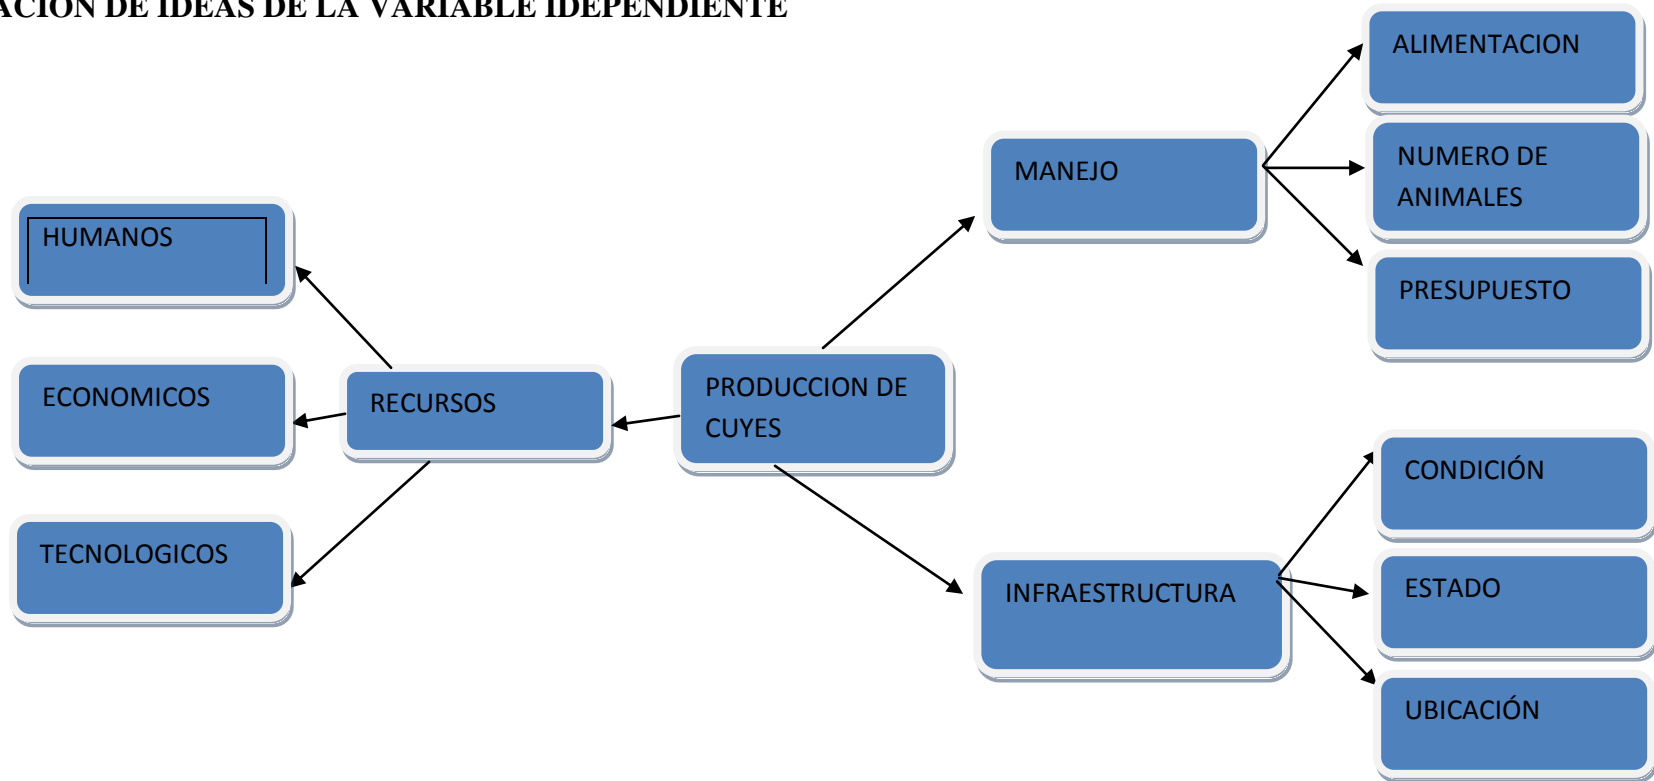 ACION DE IDEAS DE LA VARIABLE IDEPENDIENTE
ALIMENTACION
MANEJO
NUMERO DE
ANIMALES
HUMANOS
PRESUPUESTO
ECONOMICOS
RECURSOS
PRODUCCION DE
CUYES
CONDICIÓN
TECNOLOGICOS
INFRAESTRUCTURA
ESTADO
UBICACIÓN